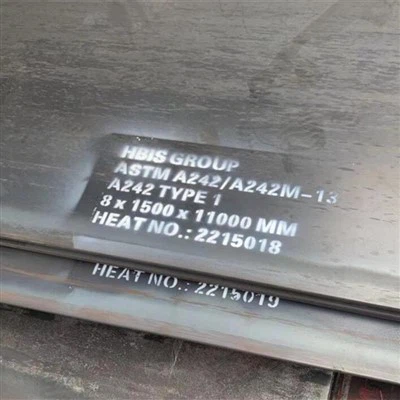 HBIS GROUP
ASTM A242/A242M-13
A242 TYPE 1
8 x 1500 x 11000 MM
HEAT NO.: 2215018
HEAT NO.: 2215019